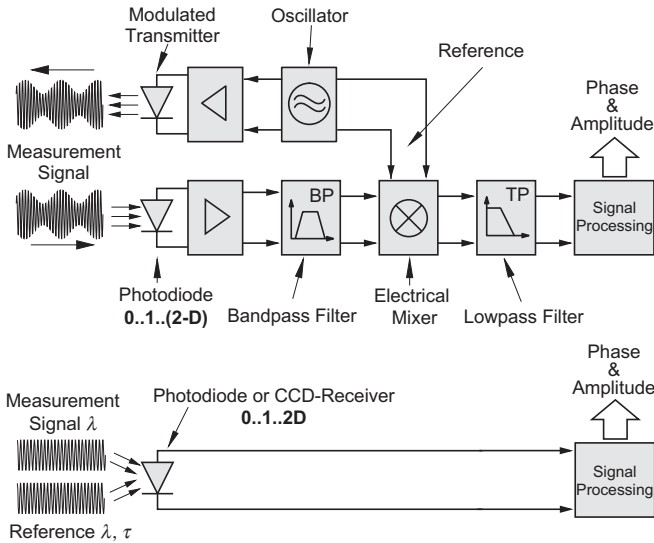 Modulated
Transmitter
Oscillator
Reference
Phase
&
Amplitude
Measurement
Signal
BP
TP
Signal
Processing
Photodiode
0..1..(2-D)
Bandpass Filter
Electrical
Mixer
Lowpass Filter
Phase
&
Amplitude
Measurement
Signal λ
Photodiode or CCD-Receiver
0..1..2D
Signal
Processing
Reference λ, τ